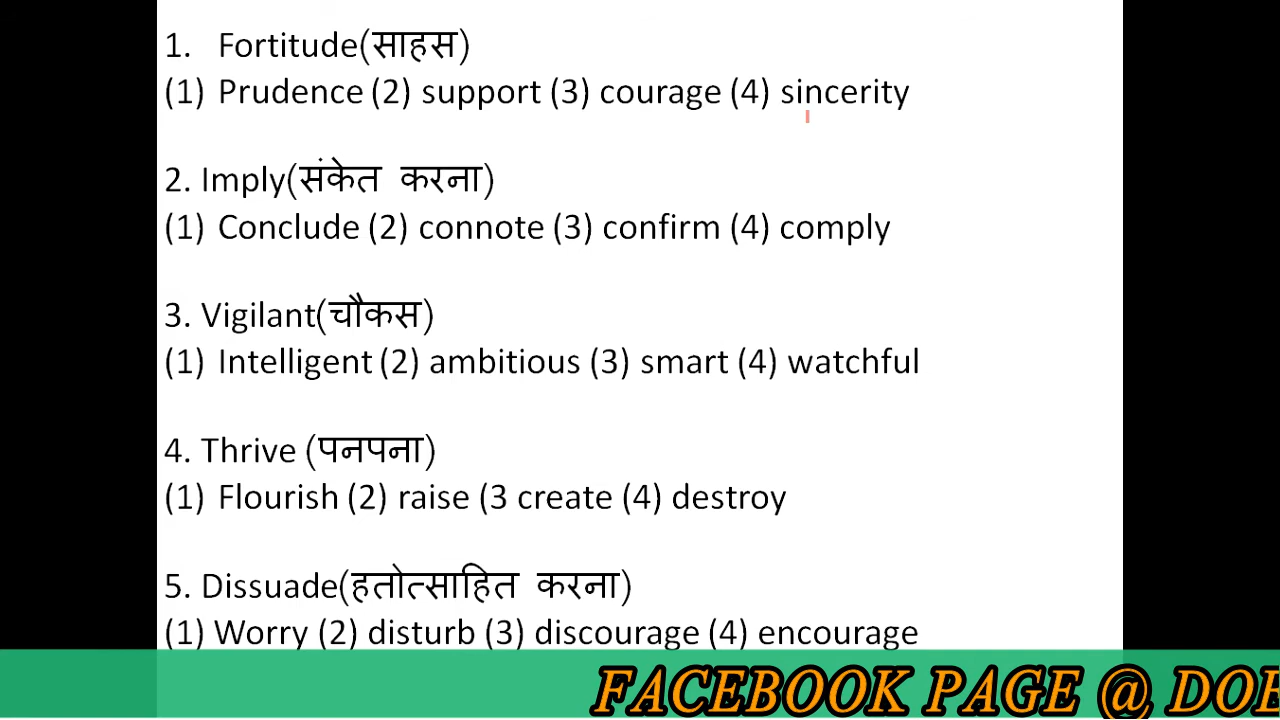 1. Fortitude(साहस)
(1) Prudence (2) support (3) courage (4) sincerity
2. Imply(संकेत करना)
(1) Conclude (2) connote (3) confirm (4) comply
3. Vigilant(चौकस)
(1) Intelligent (2) ambitious (3) smart (4) watchful
4. Thrive (पनपना)
(1) Flourish (2) raise (3 create (4) destroy
5. Dissuade(हतोत्साहित करना)
(1) Worry (2) disturb (3) discourage (4) encourage
FACEBOOK PAGE @